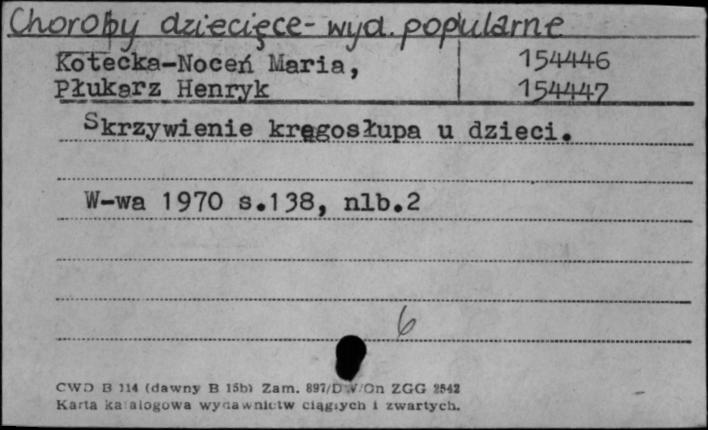 Choroby dziecięce - wyd. popularne
Kotecka-Noceń Maria, 154446
Płukarz Henryk 154447
Skrzywienie kręgosłupa u dzieci.
W-wa 1970 s.138, nlb.2
6
CWD B 114 (dawny B 15b) Zam. 897/DW/On ZGG 2542
Karta katalogowa wydawnictw ciągłych i zwartych.